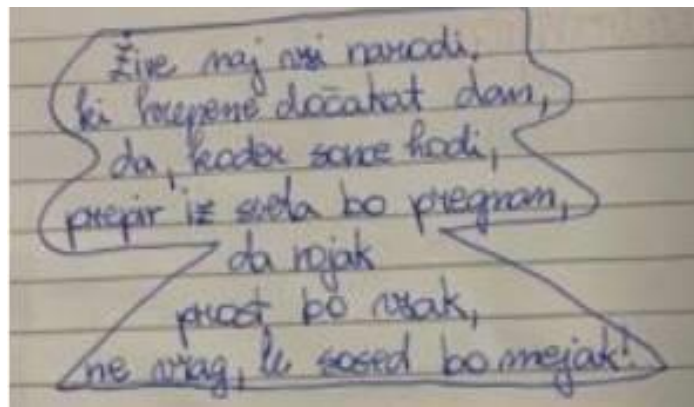 Žive naj vsi narodi,
ki hrepene dočakat dan,
da, koder sonce hodi,
prepir iz sveta bo pregnan,
da rojak
prost bo vsak,
ne vrag, le sosed bo mejak!